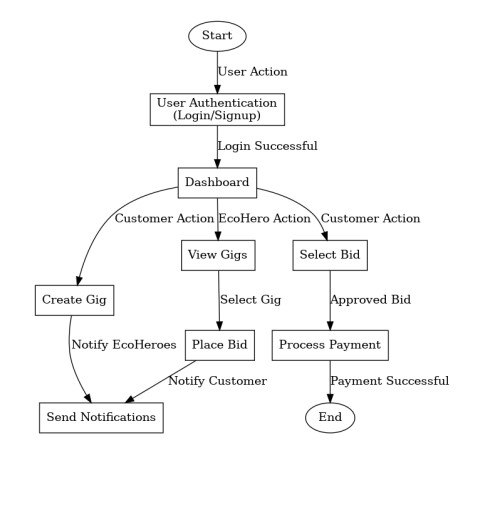 Start
User Action
User Authentication
(Login/Signup)
Login Successful
Dashboard
Customer Action
EcoHero Action
Customer Action
View Gigs
Select Bid
Create Gig
Select Gig
Approved Bid
Notify EcoHeroes
Place Bid
Process Payment
Notify Customer
Payment Successful
Send Notifications
End